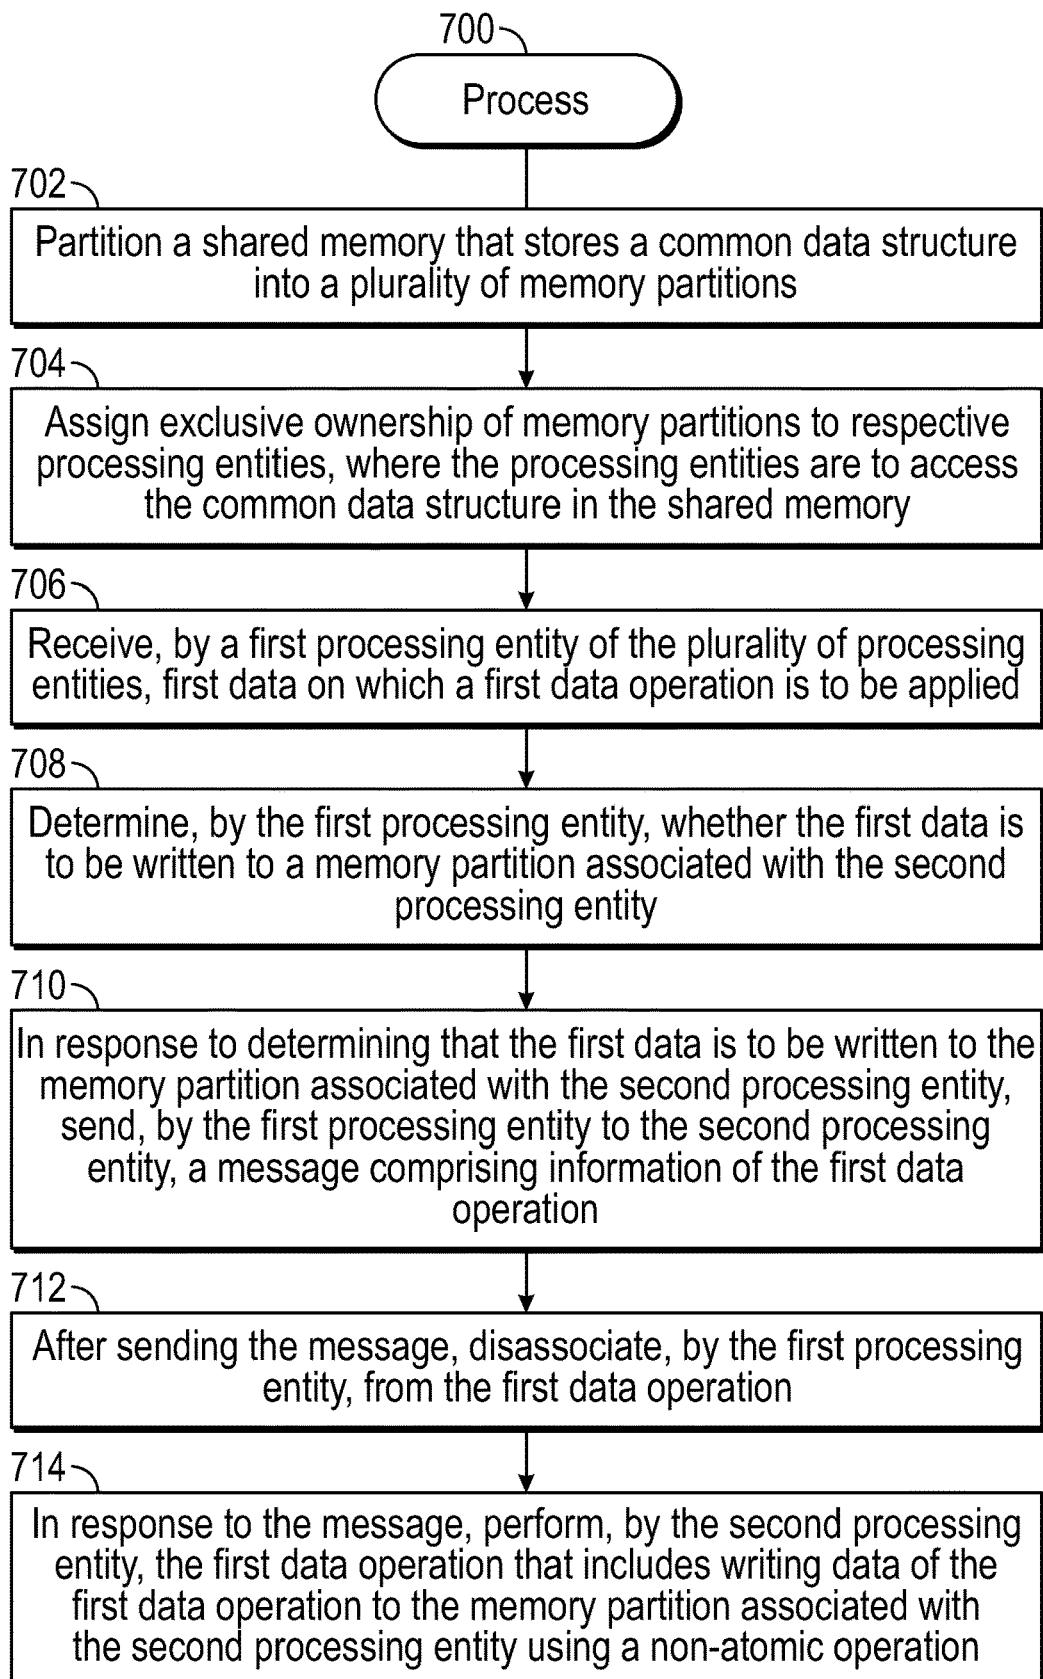 700
Process
702
Partition a shared memory that stores a common data structure
into a plurality of memory partitions
704
Assign exclusive ownership of memory partitions to respective
processing entities, where the processing entities are to access
the common data structure in the shared memory
706
Receive, by a first processing entity of the plurality of processing
entities, first data on which a first data operation is to be applied
708
Determine, by the first processing entity, whether the first data is
to be written to a memory partition associated with the second
processing entity
710
In response to determining that the first data is to be written to the
memory partition associated with the second processing entity,
send, by the first processing entity to the second processing
entity, a message comprising information of the first data
operation
712
After sending the message, disassociate, by the first processing
entity, from the first data operation
714
In response to the message, perform, by the second processing
entity, the first data operation that includes writing data of the
first data operation to the memory partition associated with
the second processing entity using a non-atomic operation